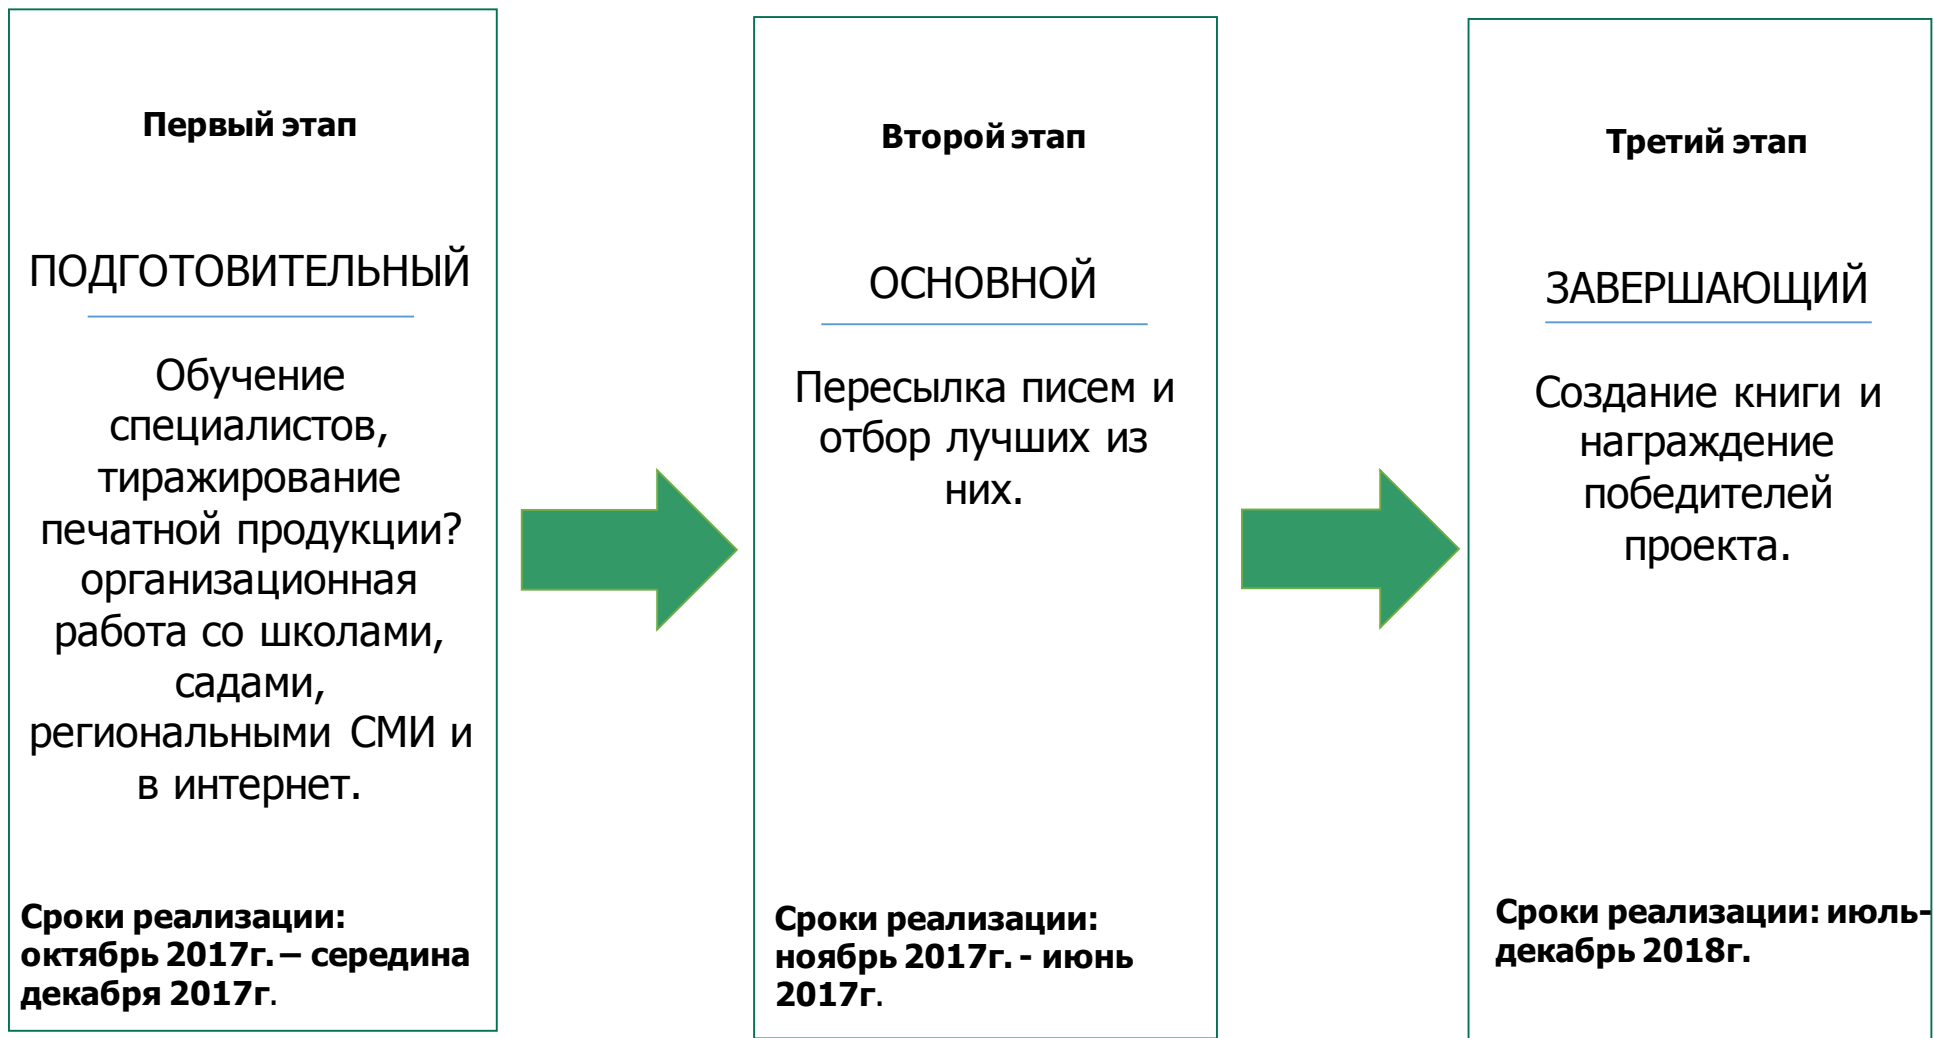 Первый этап
ПОДГОТОВИТЕЛЬНЫЙ
Обучение
специалистов,
тиражирование
печатной продукции?
организационная
работа со школами,
садами,
региональными СМИ и
в интернет.
Сроки реализации:
октябрь 2017г. – середина
декабря 2017г.
Второй этап
ОСНОВНОЙ
Пересылка писем и
отбор лучших из
них.
Сроки реализации:
ноябрь 2017г. - июнь
2017г.
Третий этап
ЗАВЕРШАЮЩИЙ
Создание книги и
награждение
победителей
проекта.
Сроки реализации: июль-
декабрь 2018г.